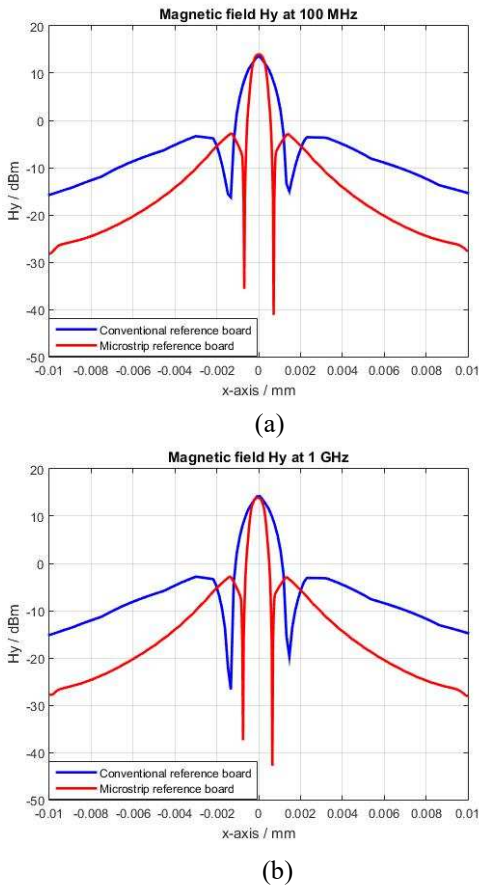 Magnetic field Hy at 100 MHz
20
10
0
-10
-20
-30
-40
-50
Hy / dBm
Conventional reference board
Microstrip reference board
-0.01 -0.008 -0.006 -0.004 -0.002 0 0.002 0.004 0.006 0.008 0.01
x-axis / mm
(a)
Magnetic field Hy at 1 GHz
20
10
0
-10
-20
-30
-40
-50
Hy / dBm
Conventional reference board
Microstrip reference board
-0.01 -0.008 -0.006 -0.004 -0.002 0 0.002 0.004 0.006 0.008 0.01
x-axis / mm
(b)